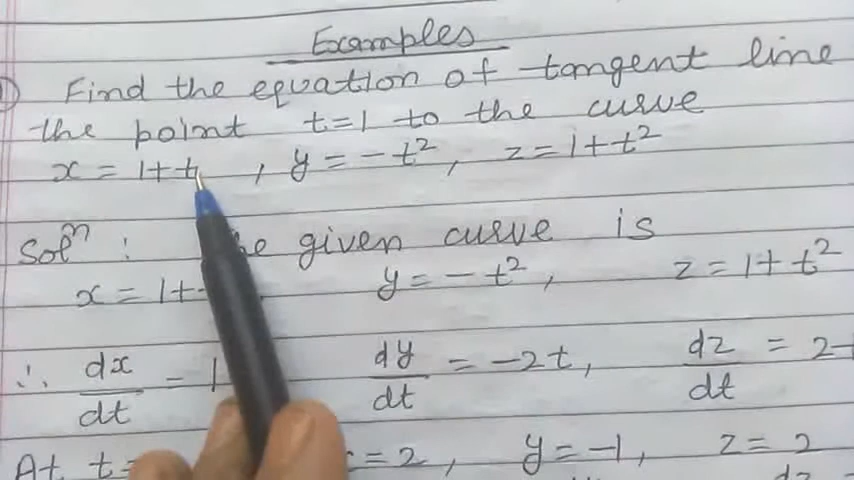 Examples
Find the equation of tangent line
the point t=1 to the curve
x = 1+t, y = -t², z = 1+t²
Solⁿ : given curve is
x = 1+ y = -t², z = 1+t²
∴ dx/dt = 1 dy/dt = -2t, dz/dt = 2
At t= = 2, y = -1, z = 2